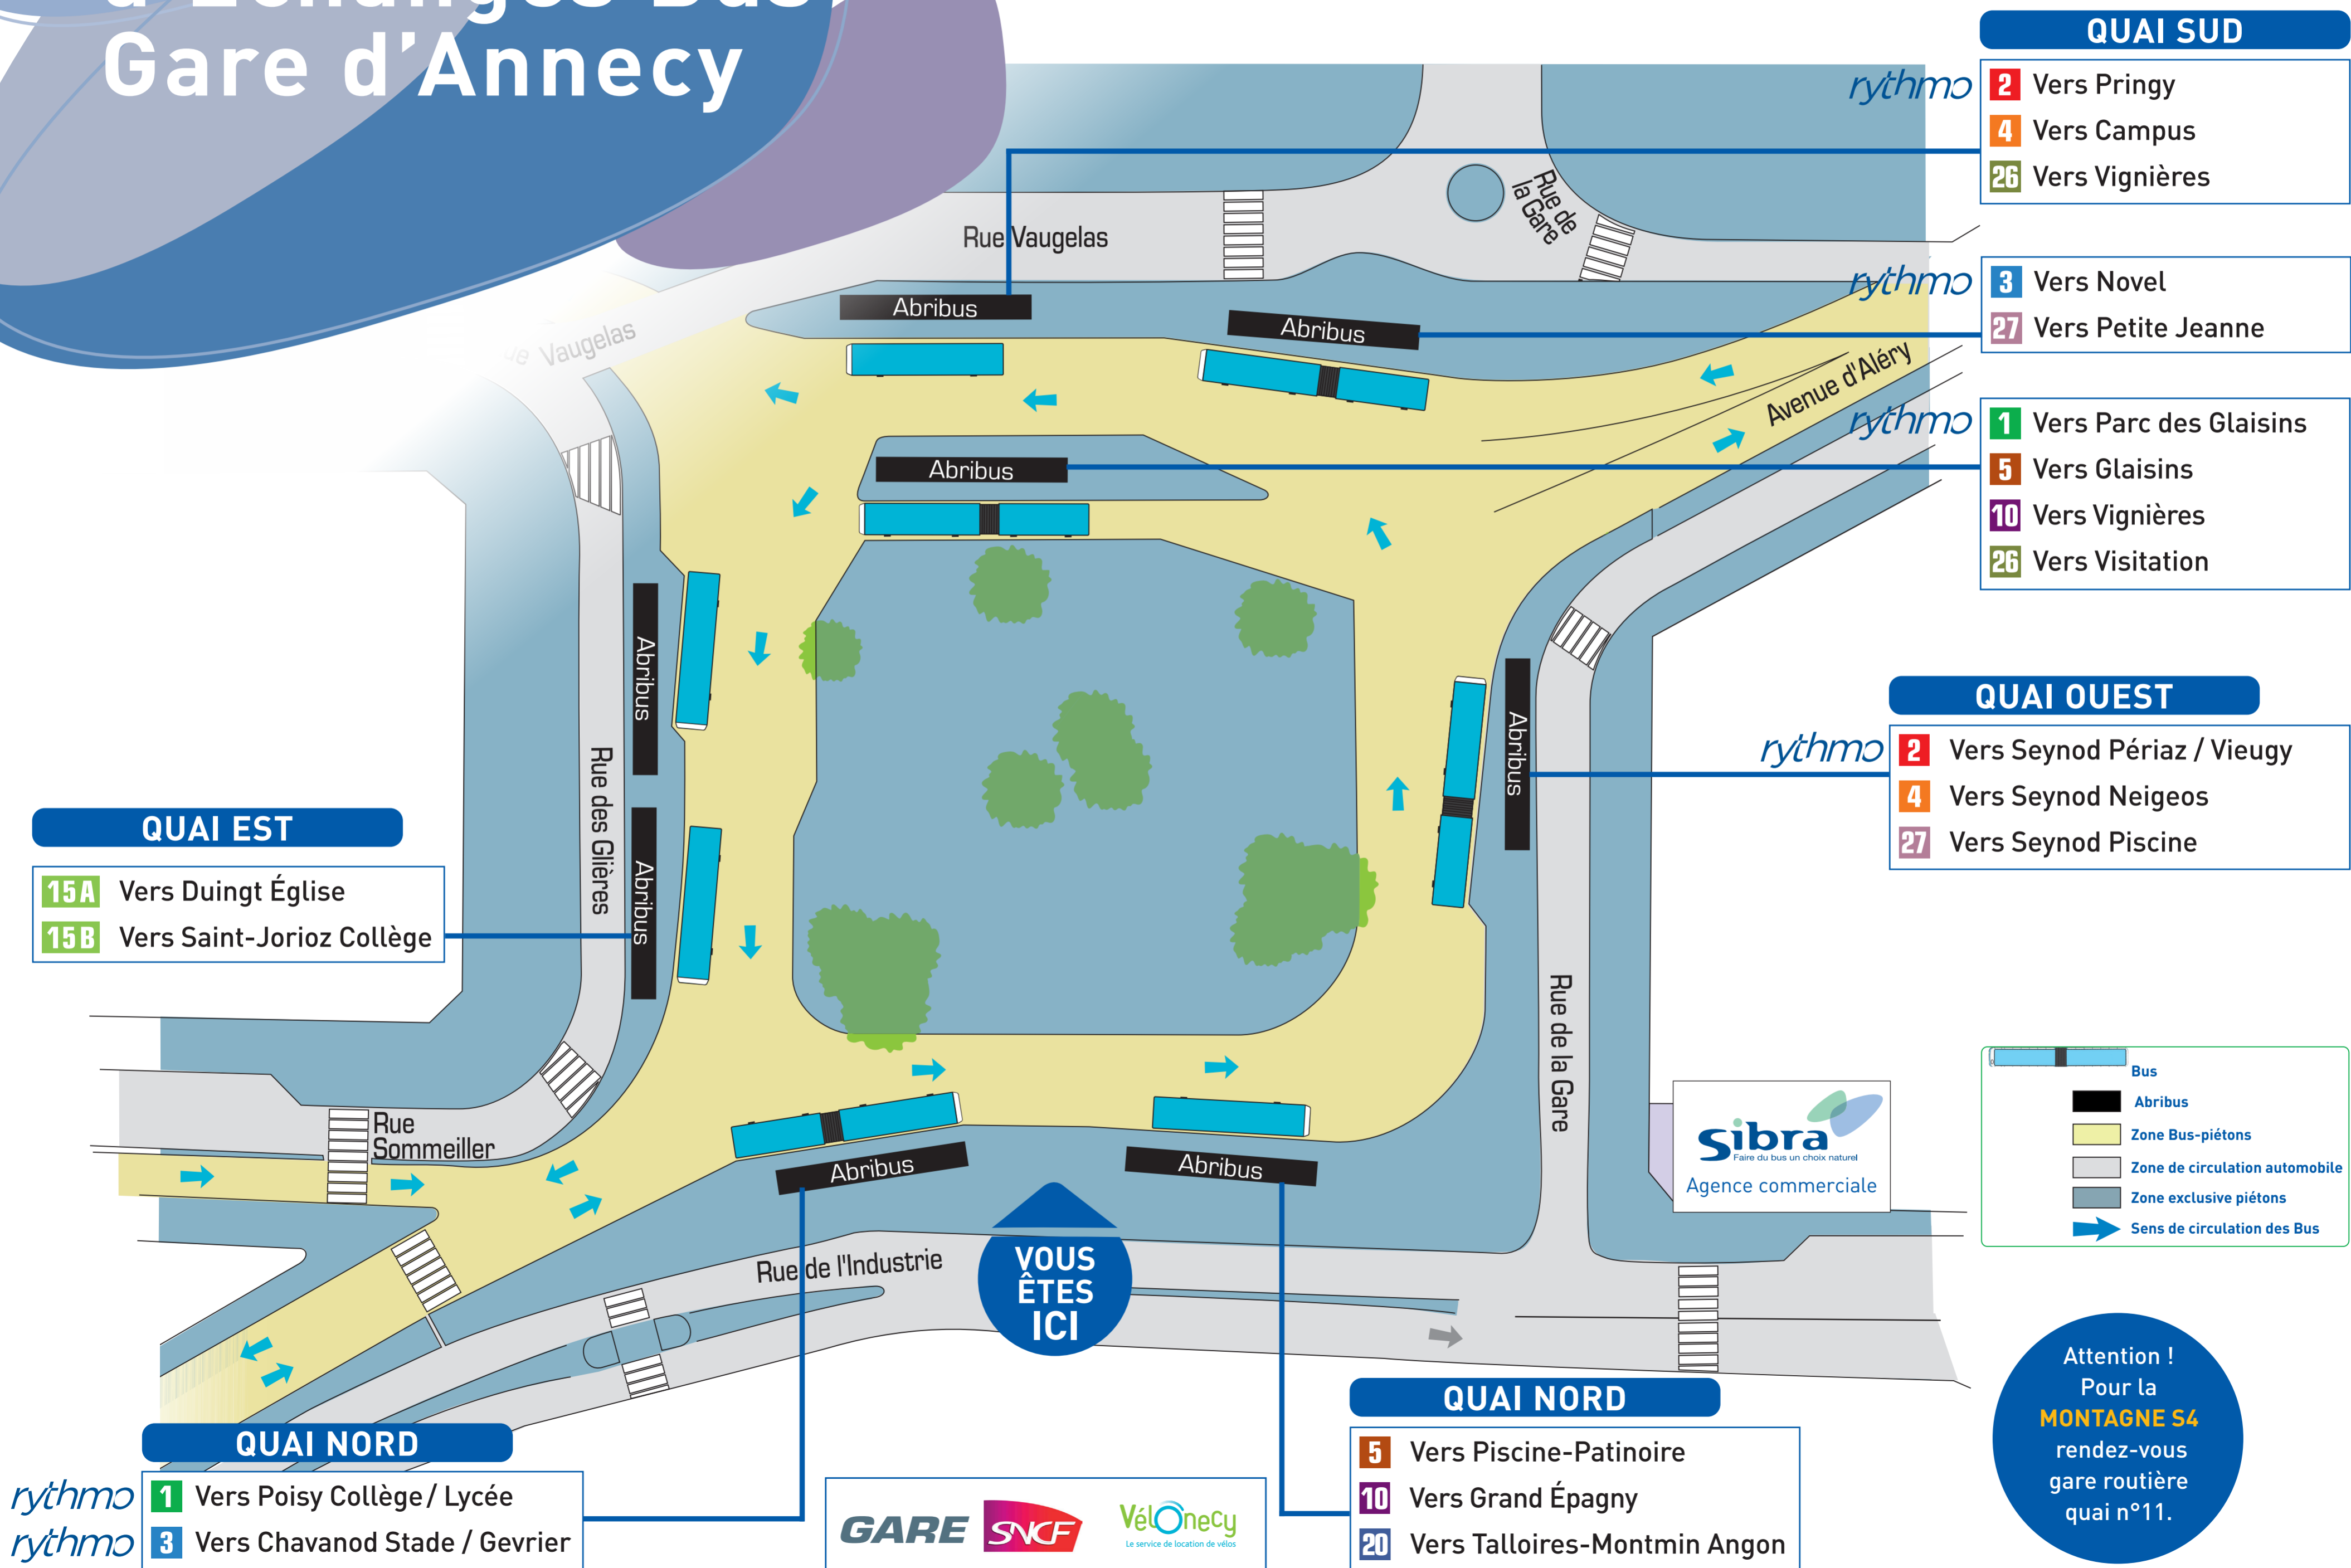 d'Échanges Bus
Gare d'Annecy
QUAI SUD
rythmo
2 Vers Pringy
4 Vers Campus
26 Vers Vignières
rythmo
3 Vers Novel
27 Vers Petite Jeanne
rythmo
1 Vers Parc des Glaisins
5 Vers Glaisins
10 Vers Vignières
26 Vers Visitation
Rue de
la Gare
Rue Vaugelas
Abribus
Abribus
Rue Vaugelas
Avenue d'Aléry
Abribus
Abribus
Rue des Glières
Abribus
Abribus
QUAI OUEST
rythmo
2 Vers Seynod Périaz / Vieugy
4 Vers Seynod Neigeos
27 Vers Seynod Piscine
QUAI EST
15A Vers Duingt Église
15B Vers Saint-Jorioz Collège
Rue de la Gare
Rue
Sommeiller
Abribus
Abribus
Sibra
Faire du bus un choix naturel
Agence commerciale
Bus
Abribus
Zone Bus-piétons
Zone de circulation automobile
Zone exclusive piétons
Sens de circulation des Bus
Rue de l'Industrie
VOUS
ÊTES
ICI
QUAI NORD
rythmo 1 Vers Poisy Collège / Lycée
rythmo 3 Vers Chavanod Stade / Gevrier
GARE SNCF
VélOnecy
Le service de location de vélos
QUAI NORD
5 Vers Piscine-Patinoire
10 Vers Grand Épagny
20 Vers Talloires-Montmin Angon
Attention !
Pour la
MONTAGNE S4
rendez-vous
gare routière
quai n°11.